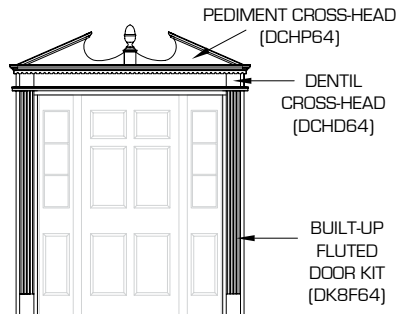 PEDIMENT CROSS-HEAD
(DCHP64)
DENTIL
CROSS-HEAD
(DCHD64)
BUILT-UP
FLUTED
DOOR KIT
(DK8F64)